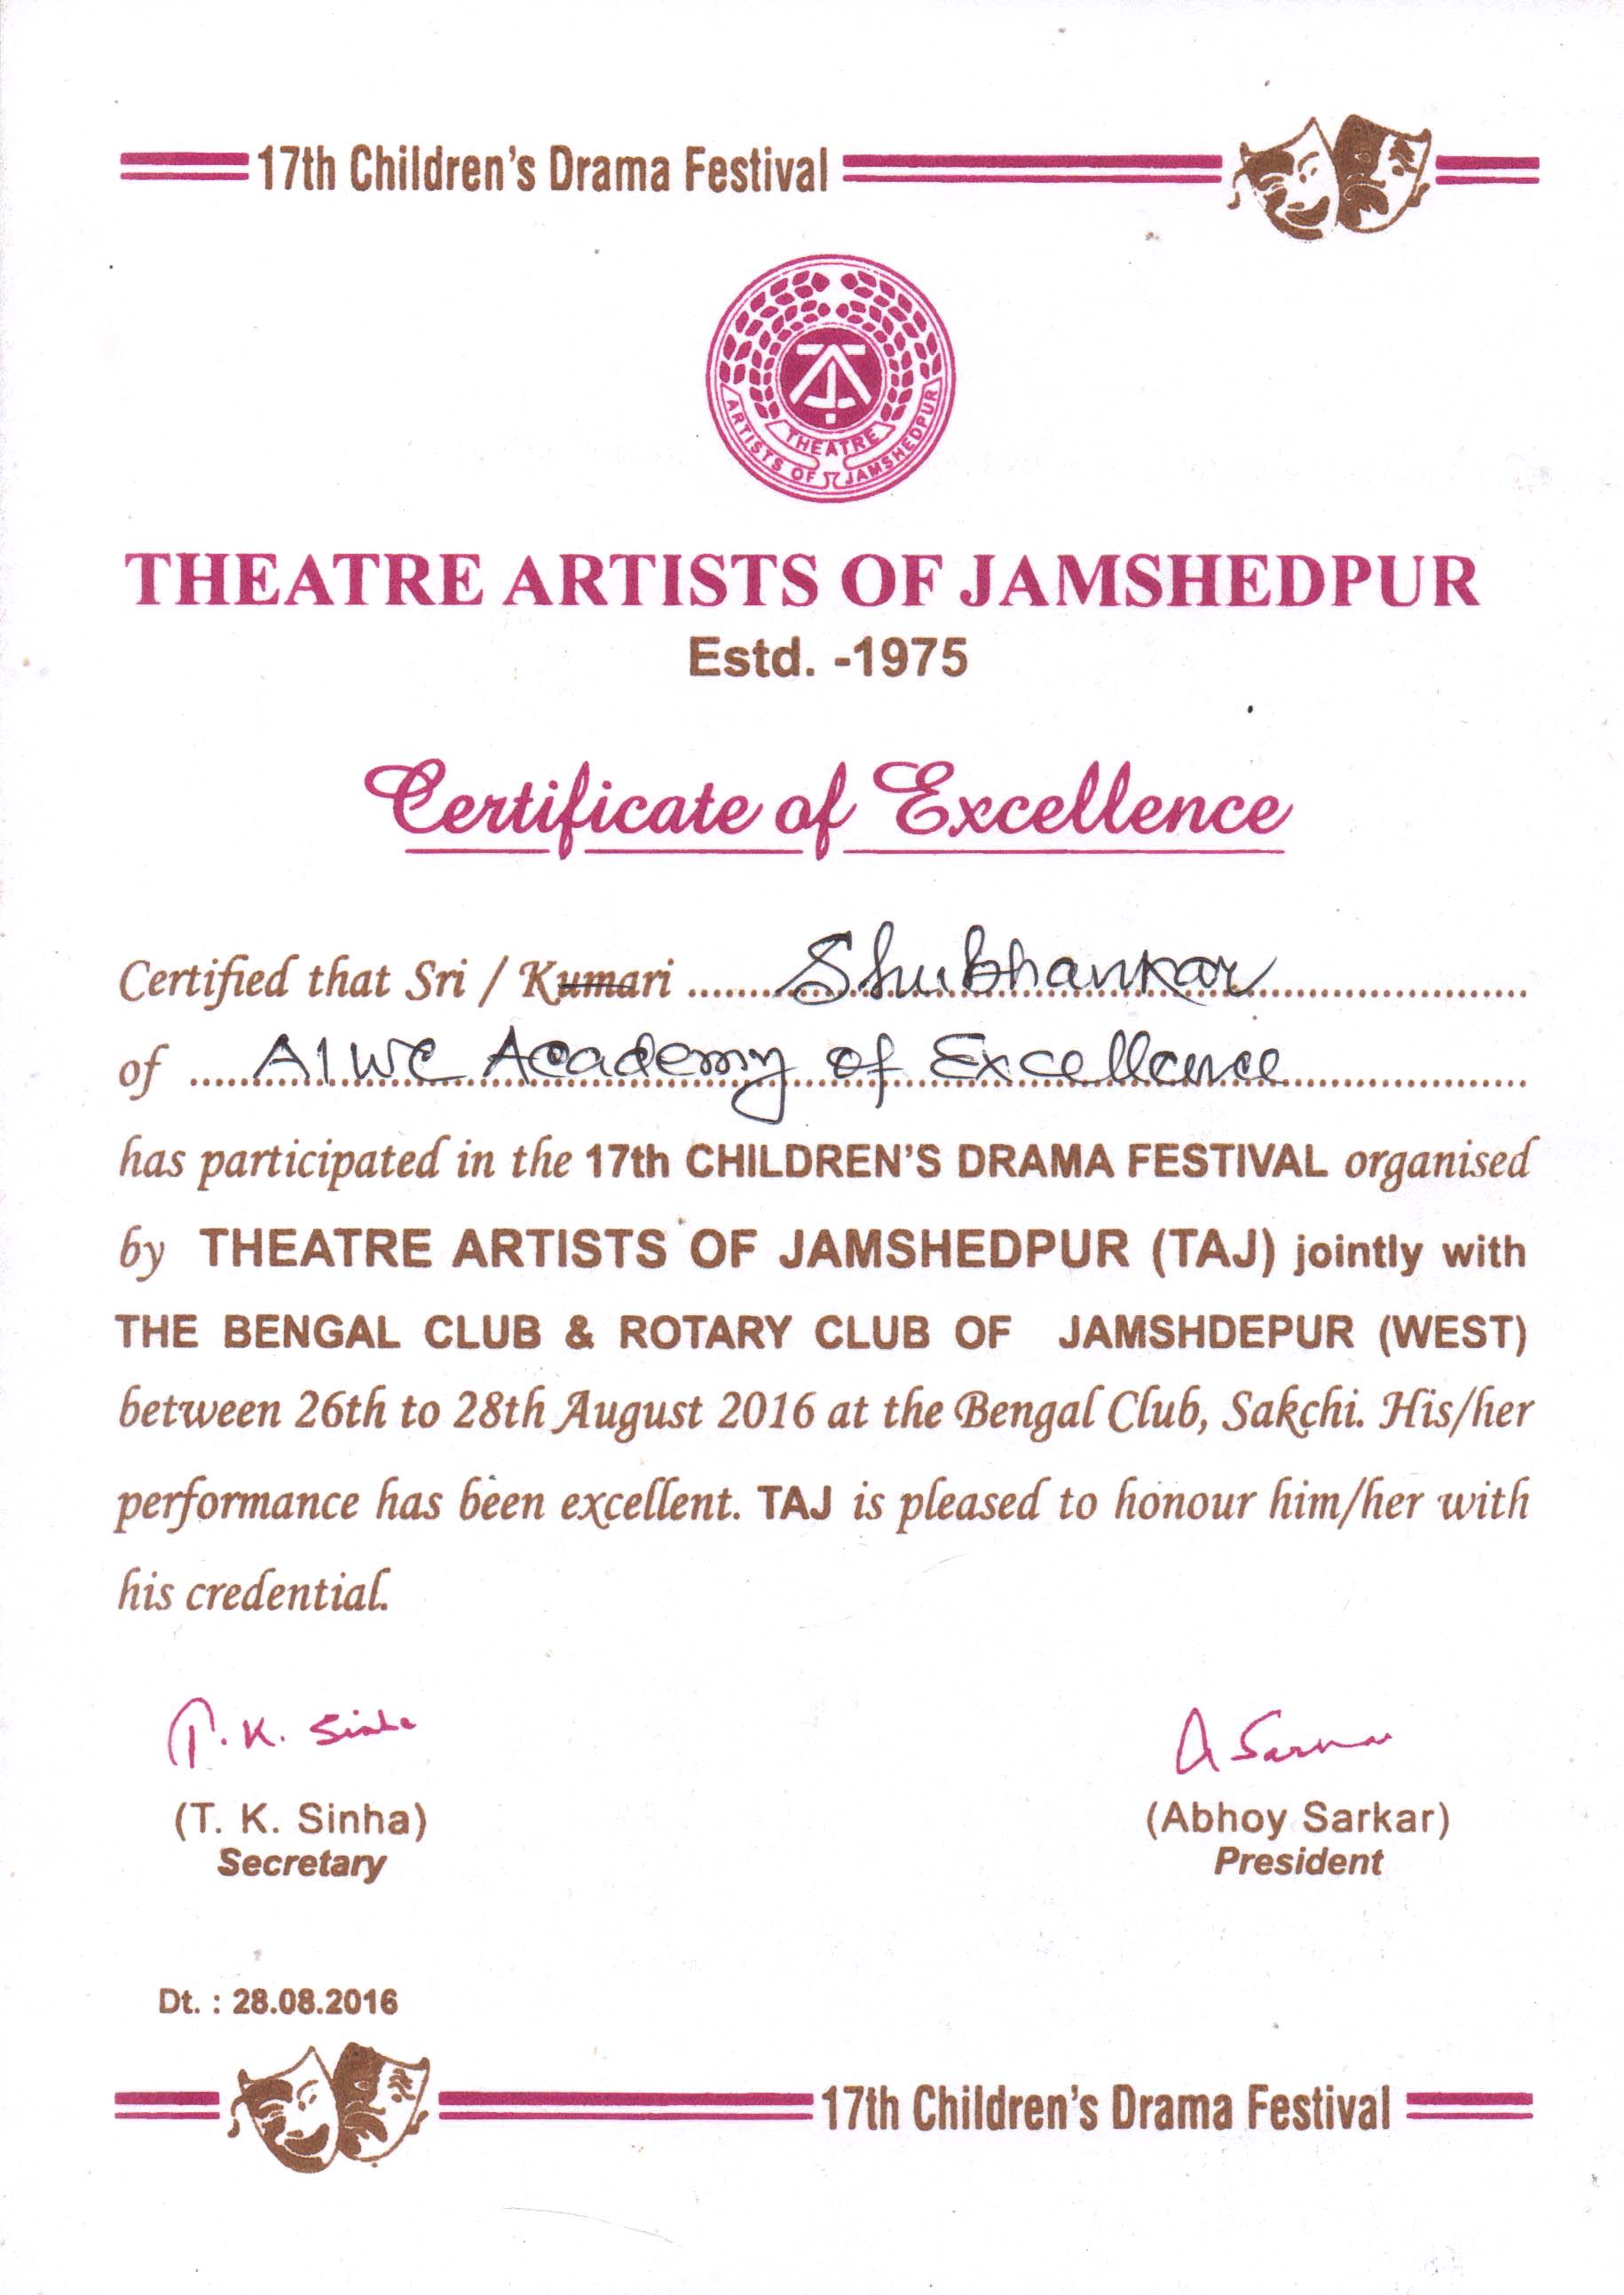 17th Children's Drama Festival
THEATRE
ARTISTS OF JAMSHEDPUR
THEATRE ARTISTS OF JAMSHEDPUR
Estd. -1975
Certificate of Excellence
Certified that Sri / Kumari ........ Shubhankar ........
of ........ AIWC Academy of Excellence ........
has participated in the 17th CHILDREN'S DRAMA FESTIVAL organised
by THEATRE ARTISTS OF JAMSHEDPUR (TAJ) jointly with
THE BENGAL CLUB & ROTARY CLUB OF JAMSHDEPUR (WEST)
between 26th to 28th August 2016 at the Bengal Club, Sakchi. His/her
performance has been excellent. TAJ is pleased to honour him/her with
his credential.
T. K. Sinha A Sarkar
(T. K. Sinha) (Abhoy Sarkar)
Secretary President
Dt. : 28.08.2016
17th Children's Drama Festival